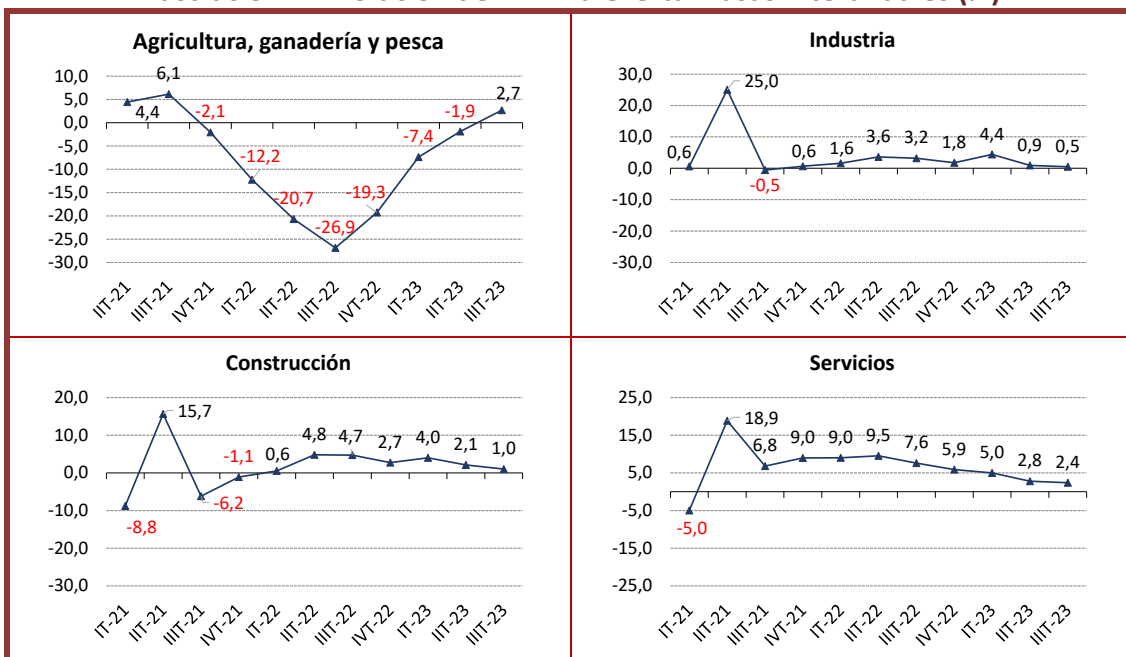 Agricultura, ganadería y pesca
10,0
5,0
0,0
-5,0
-10,0
-15,0
-20,0
-25,0
-30,0
4,4
6,1
-2,1
-12,2
-20,7
-26,9
-19,3
-7,4
-1,9
2,7
IIT-21
IIIT-21
IVT-21
IT-22
IIT-22
IIIT-22
IVT-22
IT-23
IIT-23
IIIT-23
Industria
30,0
20,0
10,0
0,0
-10,0
-20,0
-30,0
0,6
25,0
-0,5
0,6
1,6
3,6
3,2
1,8
4,4
0,9
0,5
IT-21
IIT-21
IIIT-21
IVT-21
IT-22
IIT-22
IIIT-22
IVT-22
IT-23
IIT-23
IIIT-23
Construcción
20,0
10,0
0,0
-10,0
-20,0
-30,0
-8,8
15,7
-6,2
-1,1
0,6
4,8
4,7
2,7
4,0
2,1
1,0
IT-21
IIT-21
IIIT-21
IVT-21
IT-22
IIT-22
IIIT-22
IVT-22
IT-23
IIT-23
IIIT-23
Servicios
25,0
15,0
5,0
-5,0
-15,0
-25,0
-5,0
18,9
6,8
9,0
9,0
9,5
7,6
5,9
5,0
2,8
2,4
IT-21
IIT-21
IIIT-21
IVT-21
IT-22
IIT-22
IIIT-22
IVT-22
IT-23
IIT-23
IIIT-23